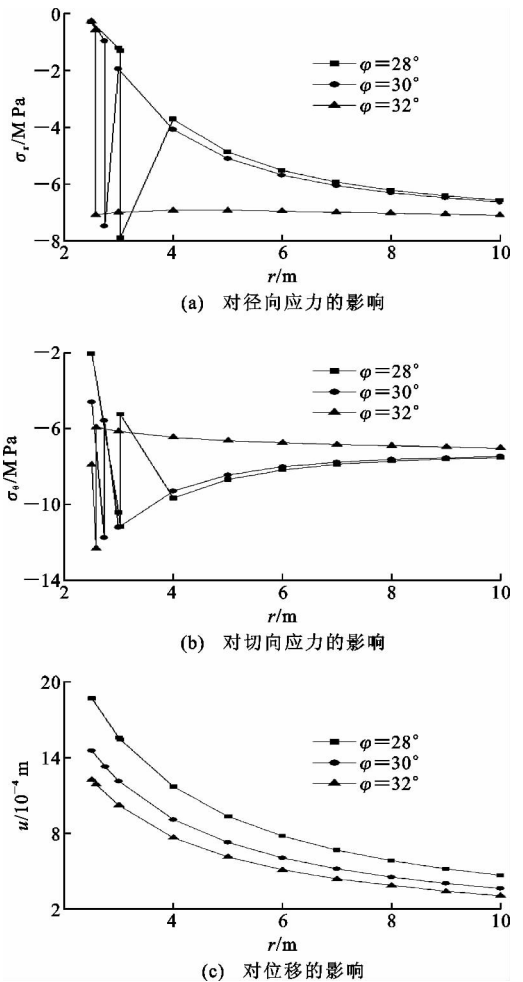 0
−2
−4
−6
−8
σr/MPa
φ=28°
φ=30°
φ=32°
2 4 6 8 10
r/m
(a) 对径向应力的影响
−2
−6
−10
−14
σθ/MPa
φ=28°
φ=30°
φ=32°
2 4 6 8 10
r/m
(b) 对切向应力的影响
20
14
8
2
u/10⁻⁴ m
φ=28°
φ=30°
φ=32°
2 4 6 8 10
r/m
(c) 对位移的影响